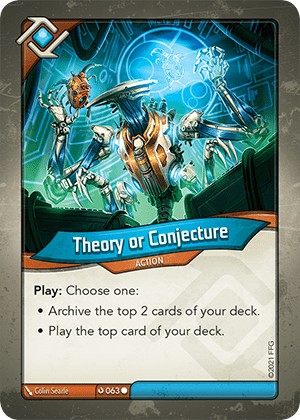 Theory or Conjecture
ACTION
Play: Choose one:
• Archive the top 2 cards of your deck.
• Play the top card of your deck.
©2021 FFG
Colin Searle
063